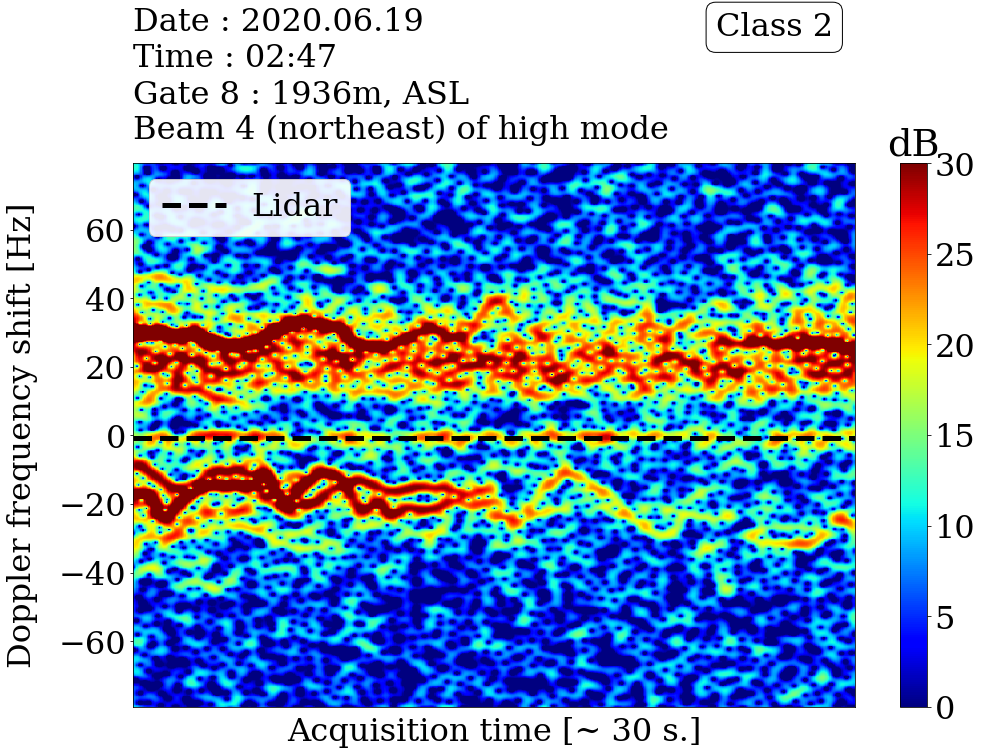 Date : 2020.06.19
Time : 02:47
Gate 8 : 1936m, ASL
Beam 4 (northeast) of high mode
Class 2
dB
Lidar
Doppler frequency shift [Hz]
60
40
20
0
−20
−40
−60
30
25
20
15
10
5
0
Acquisition time [~ 30 s.]